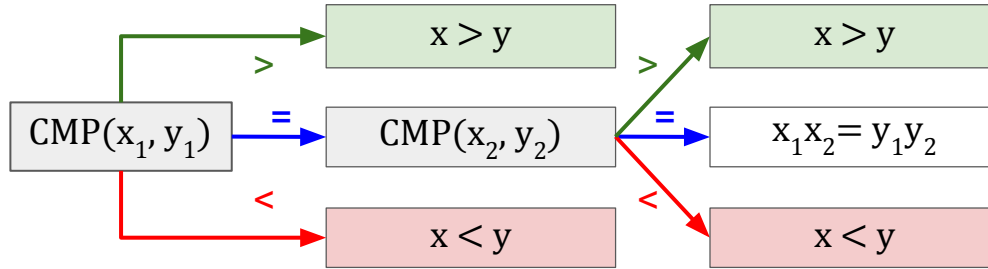 x > y
x > y
>
>
CMP(x₁, y₁)
=
CMP(x₂, y₂)
=
x₁x₂= y₁y₂
<
<
x < y
x < y